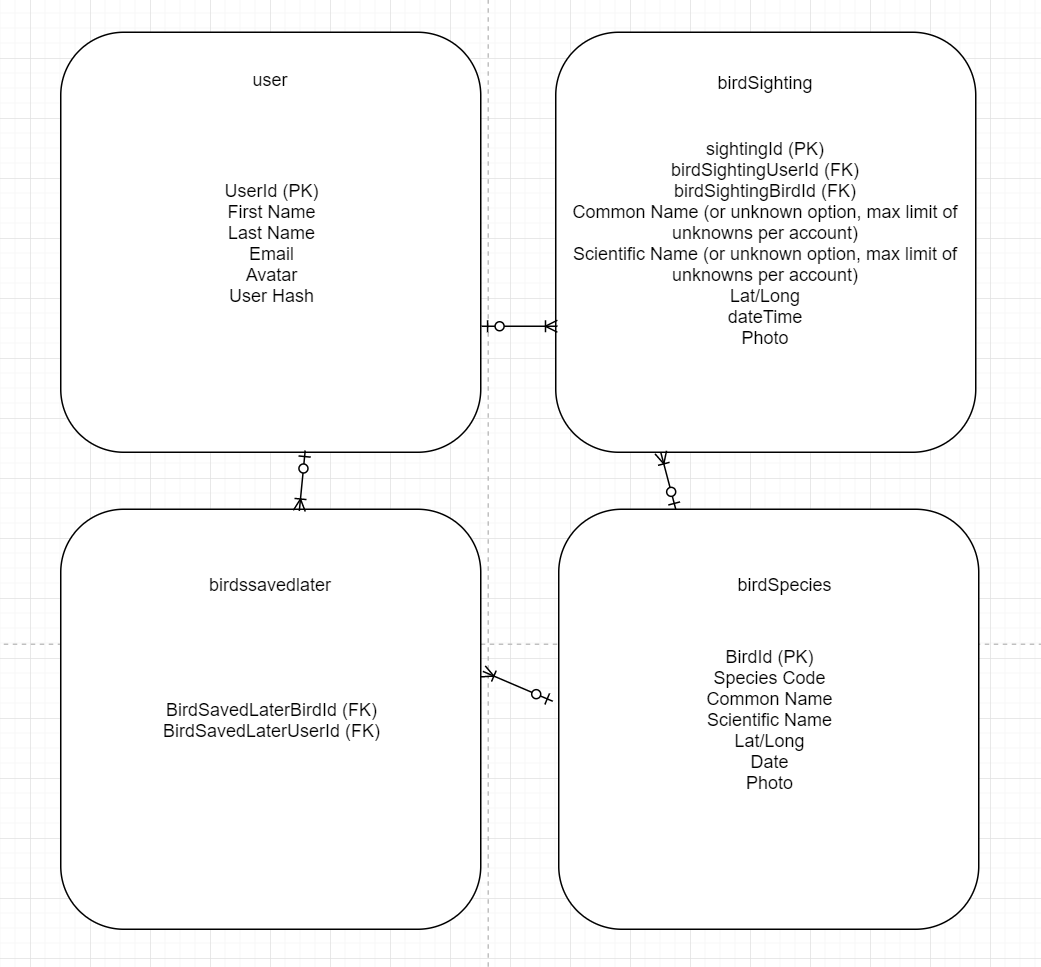 user
UserId (PK)
First Name
Last Name
Email
Avatar
User Hash
birdSighting
sightingId (PK)
birdSightingUserId (FK)
birdSightingBirdId (FK)
Common Name (or unknown option, max limit of
unknowns per account)
Scientific Name (or unknown option, max limit of
unknowns per account)
Lat/Long
dateTime
Photo
birdssavedlater
BirdSavedLaterBirdId (FK)
BirdSavedLaterUserId (FK)
birdSpecies
BirdId (PK)
Species Code
Common Name
Scientific Name
Lat/Long
Date
Photo